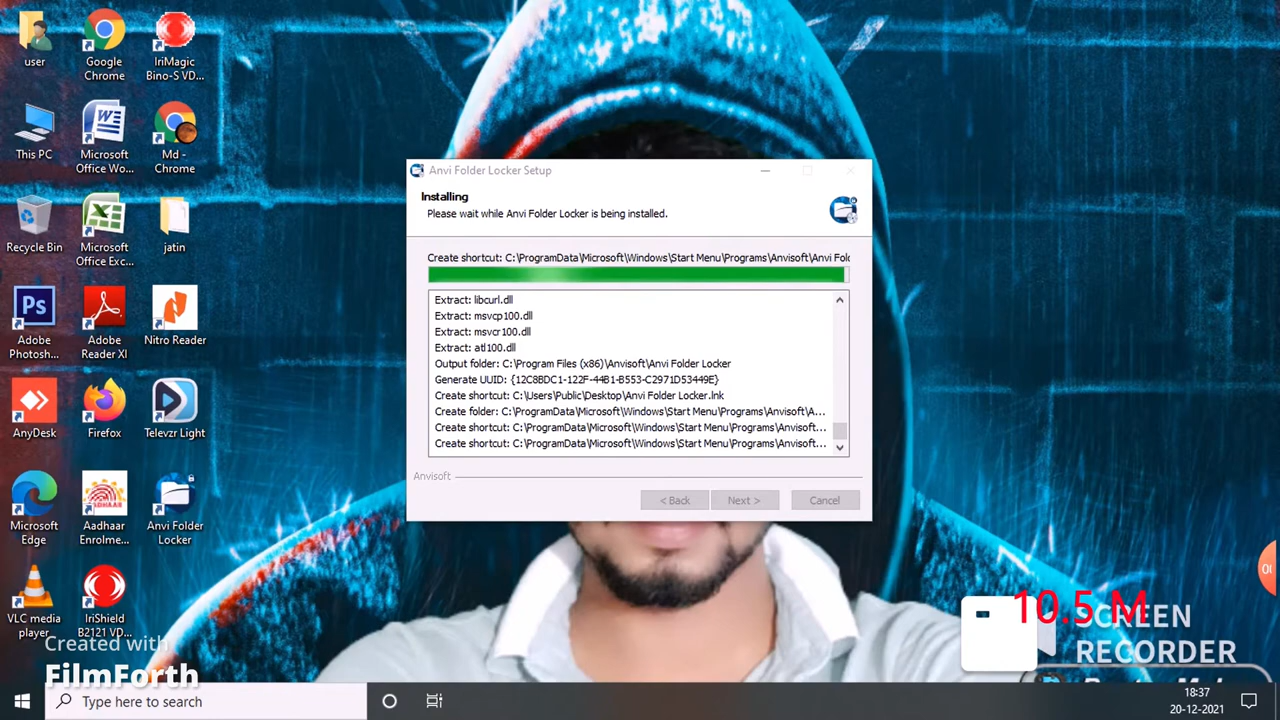 user
Google
Chrome
IriMagic
Bino-S VD...
This PC
Microsoft
Office Wo...
Md -
Chrome
Recycle Bin
Microsoft
Office Exc...
jatin
Adobe
Photosh...
Adobe
Reader XI
Nitro Reader
AnyDesk
Firefox
Televzr Light
Microsoft
Edge
Aadhaar
Enrolme...
Anvi Folder
Locker
VLC media
player
IriShield
B2121 VD...
Anvi Folder Locker Setup
Installing
Please wait while Anvi Folder Locker is being installed.
Create shortcut: C:\ProgramData\Microsoft\Windows\Start Menu\Programs\Anvisoft\Anvi Fold
Extract: libcurl.dll
Extract: msvcp100.dll
Extract: msvcr100.dll
Extract: atl100.dll
Output folder: C:\Program Files (x86)\Anvisoft\Anvi Folder Locker
Generate UUID: {12C8BDC1-122F-44B1-B553-C2971D53449E}
Create shortcut: C:\Users\Public\Desktop\Anvi Folder Locker.lnk
Create folder: C:\ProgramData\Microsoft\Windows\Start Menu\Programs\Anvisoft\A...
Create shortcut: C:\ProgramData\Microsoft\Windows\Start Menu\Programs\Anvisoft...
Create shortcut: C:\ProgramData\Microsoft\Windows\Start Menu\Programs\Anvisoft...
Anvisoft
< Back
Next >
Cancel
10.5 M
SCREEN
RECORDER
Created with
FilmForth
Type here to search
18:37
20-12-2021